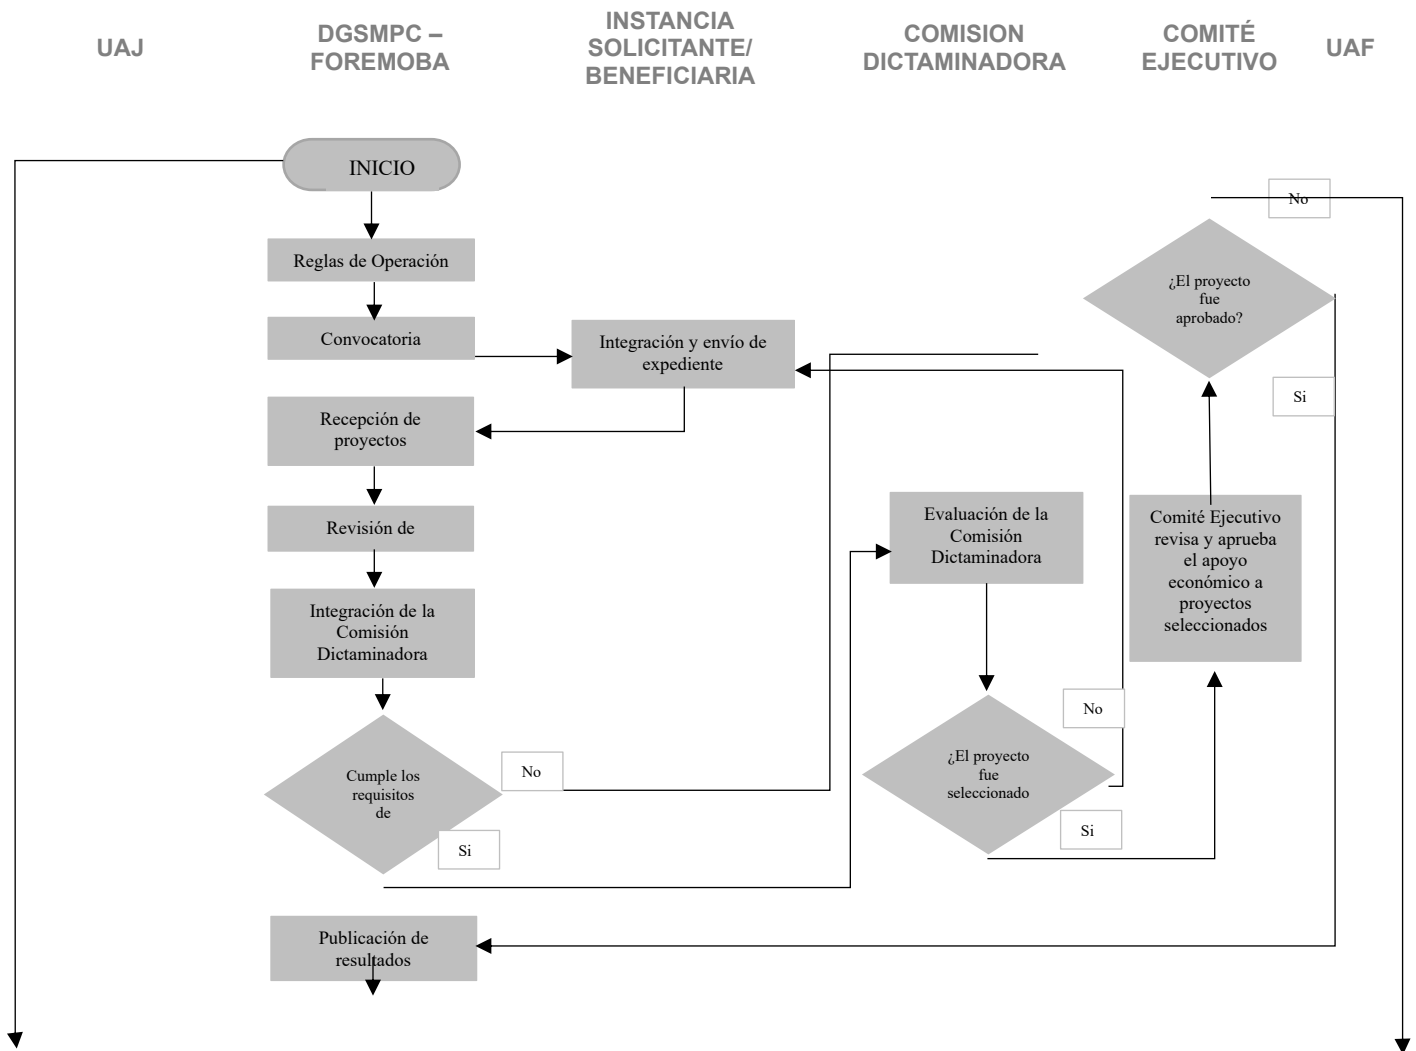 UAJ
DGSMPC –
FOREMOBA
INSTANCIA
SOLICITANTE/
BENEFICIARIA
COMISION
DICTAMINADORA
COMITÉ
EJECUTIVO
UAF
INICIO
No
Reglas de Operación
¿El proyecto
fue
aprobado?
Convocatoria
Integración y envío de
expediente
Si
Recepción de
proyectos
Revisión de
Evaluación de la
Comisión
Dictaminadora
Comité Ejecutivo
revisa y aprueba
el apoyo
económico a
proyectos
seleccionados
Integración de la
Comisión
Dictaminadora
No
Cumple los
requisitos
de
No
¿El proyecto
fue
seleccionado
Si
Si
Publicación de
resultados